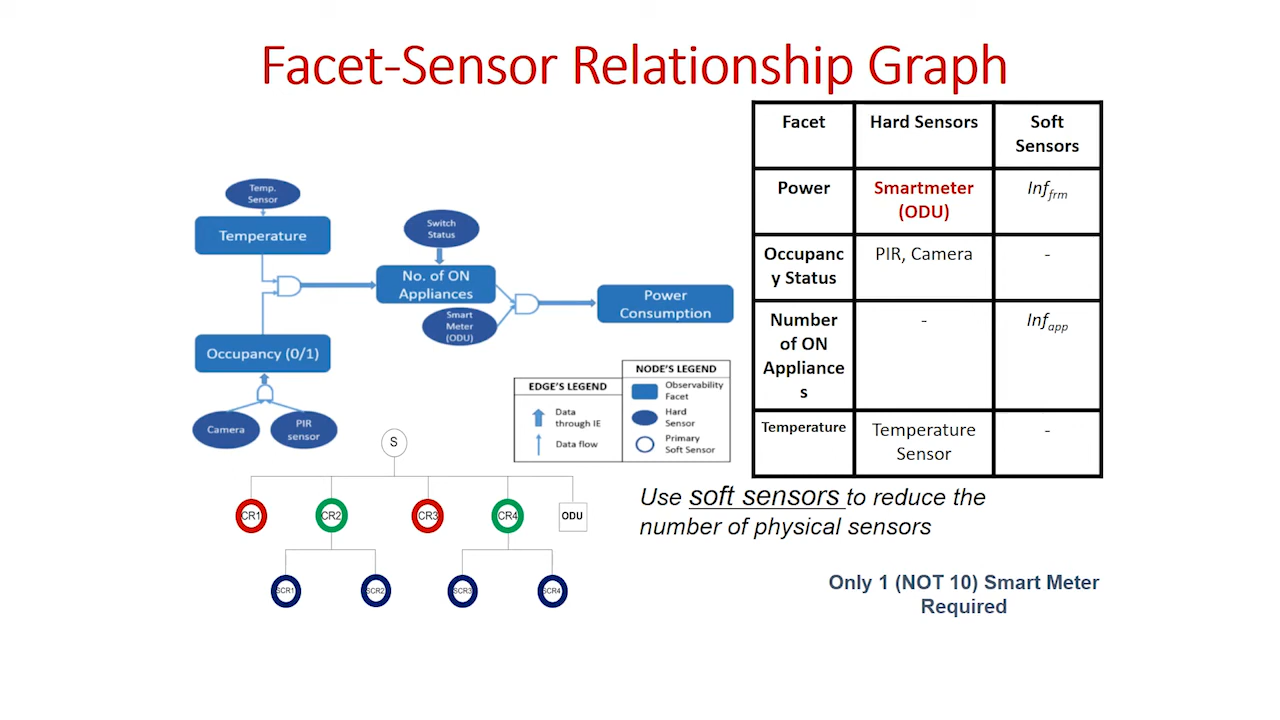 Facet-Sensor Relationship Graph
Temp.
Sensor
Temperature
Switch
Status
No. of ON
Appliances
Power
Consumption
Smart
Meter
(ODU)
Occupancy (0/1)
Camera
PIR
sensor
EDGE'S LEGEND
Data
through IE
Data flow
NODE'S LEGEND
Observability
Facet
Hard
Sensor
Primary
Soft Sensor
S
CR1
CR2
CR3
CR4
ODU
SCR1
SCR2
SCR3
SCR4
Facet
Hard Sensors
Soft
Sensors
Power
Smartmeter
(ODU)
Inffrm
Occupanc
y Status
PIR, Camera
-
Number
of ON
Appliance
s
-
Infapp
Temperature
Temperature
Sensor
-
Use soft sensors to reduce the
number of physical sensors
Only 1 (NOT 10) Smart Meter
Required